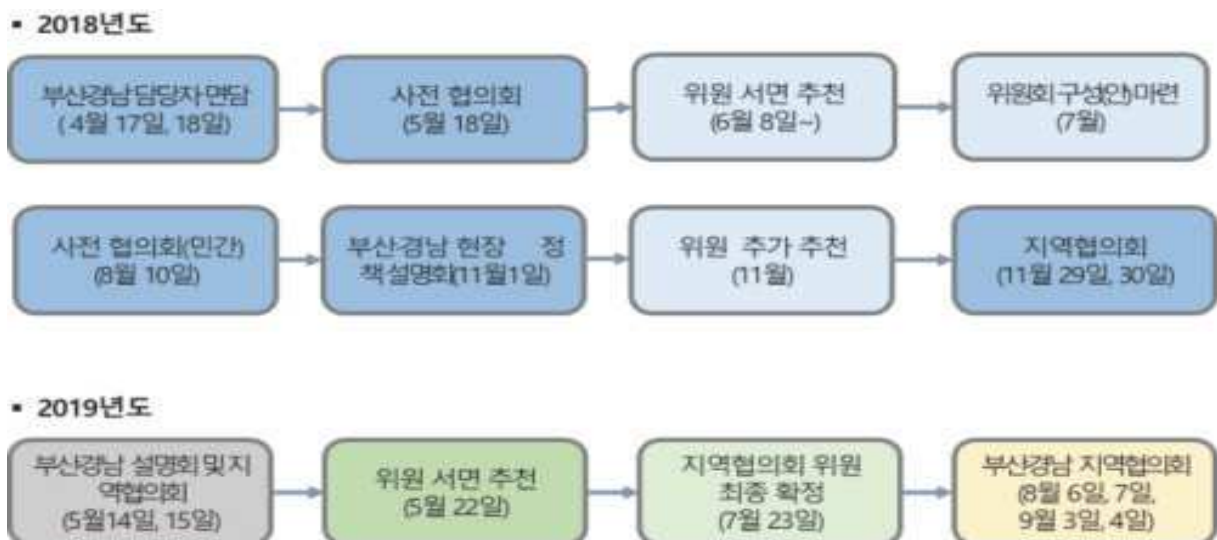 ▪ 2018년도
부산경남 담당자 면담
( 4월 17일, 18일)
사전 협의회
(5월 18일)
위원 서면 추천
(6월 8일~)
위원회 구성(안)마련
(7월)
사전 협의회(민간)
(8월 10일)
부산·경남 현장 정
책설명회(11월1일)
위원 추가 추천
(11월)
지역협의회
(11월 29일, 30일)
▪ 2019년도
부산경남 설명회 및 지
역협의회
(5월14일, 15일)
위원 서면 추천
(5월 22일)
지역협의회 위원
최종 확정
(7월 23일)
부산경남 지역협의회
(8월 6일, 7일,
9월 3일, 4일)